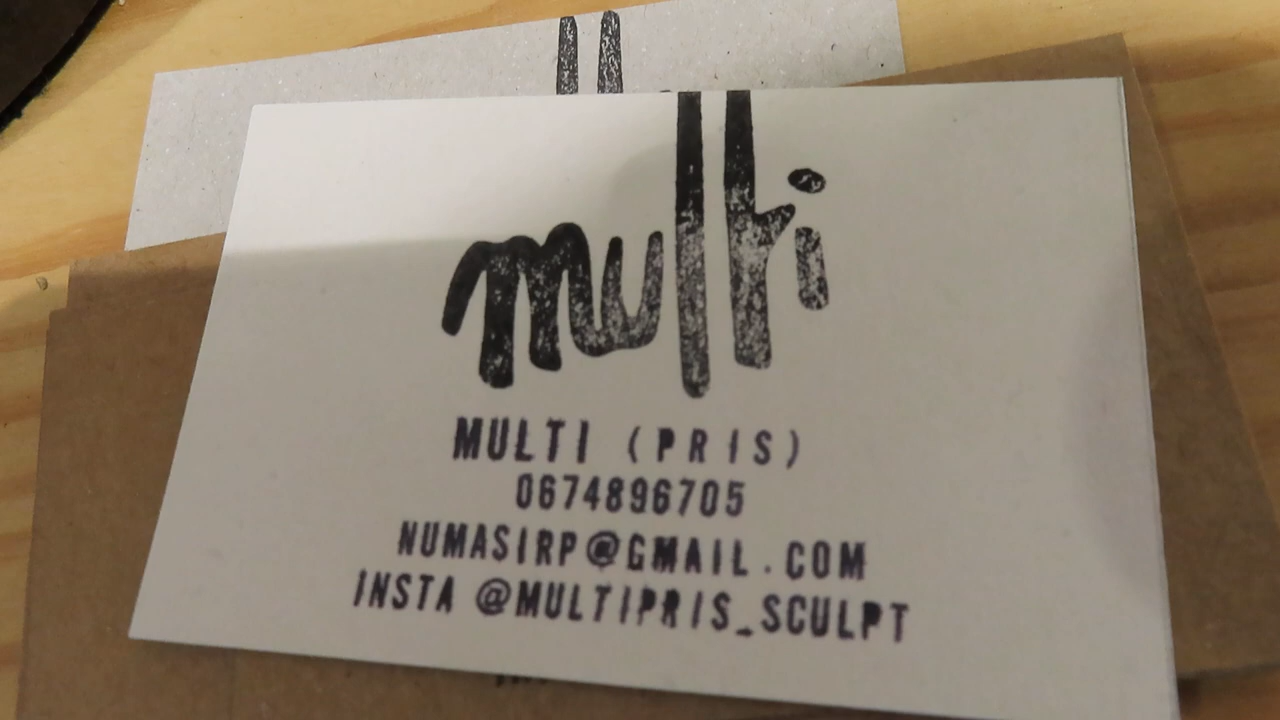 multi
MULTI (PRIS)
0674896705
NUMASIRP@GMAIL.COM
INSTA @MULTIPRIS_SCULPT